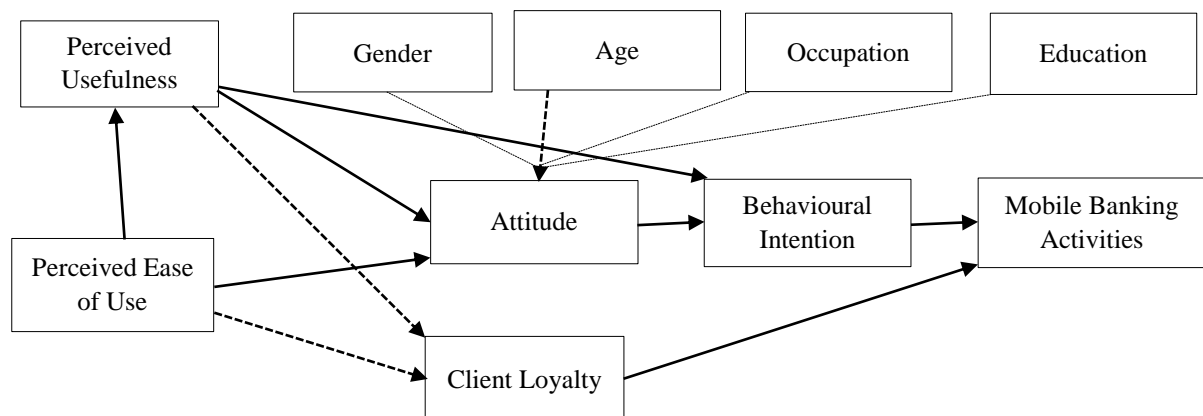 Perceived
Usefulness
Gender
Age
Occupation
Education
Attitude
Behavioural
Intention
Mobile Banking
Activities
Perceived Ease
of Use
Client Loyalty